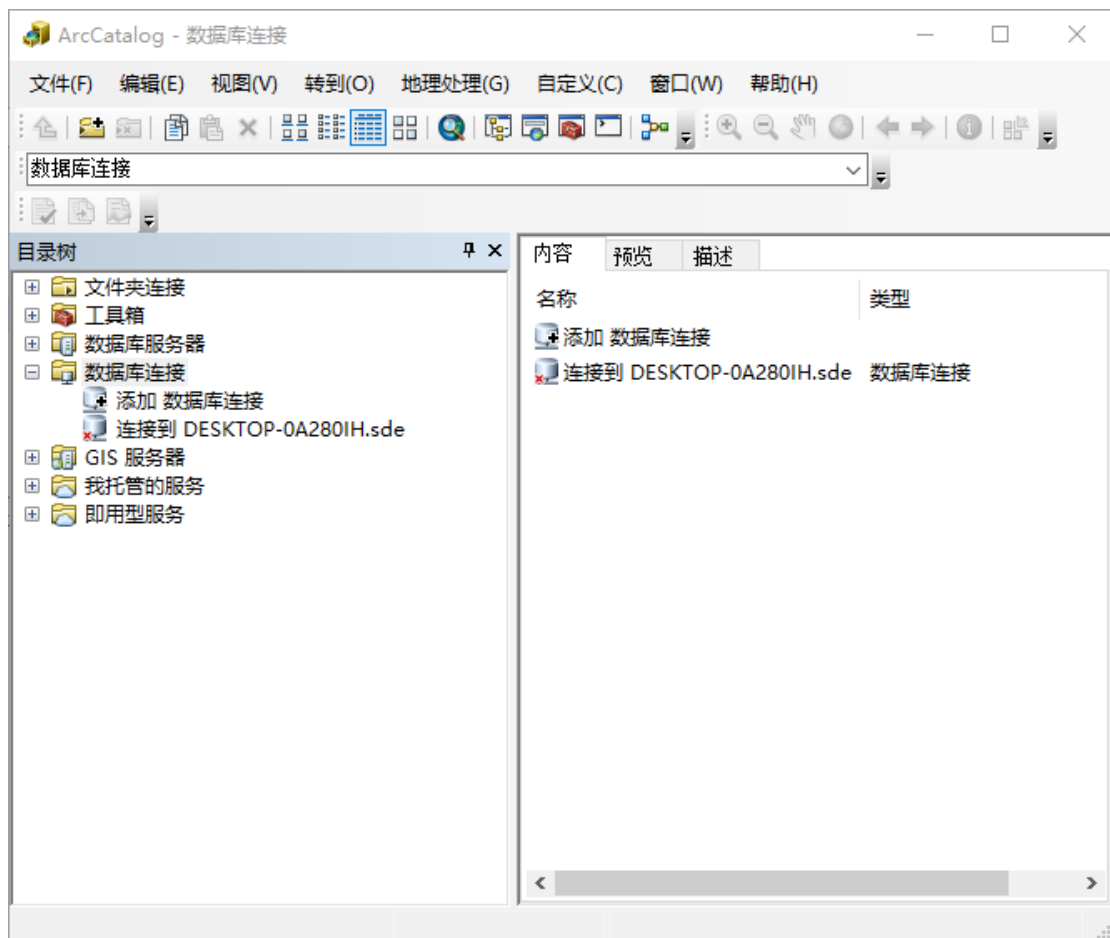 ArcCatalog - 数据库连接
文件(F) 编辑(E) 视图(V) 转到(O) 地理处理(G) 自定义(C) 窗口(W) 帮助(H)
数据库连接
目录树
文件夹连接
工具箱
数据库服务器
数据库连接
添加 数据库连接
连接到 DESKTOP-0A280IH.sde
GIS 服务器
我托管的服务
即用型服务
内容 预览 描述
名称 类型
添加 数据库连接
连接到 DESKTOP-0A280IH.sde 数据库连接